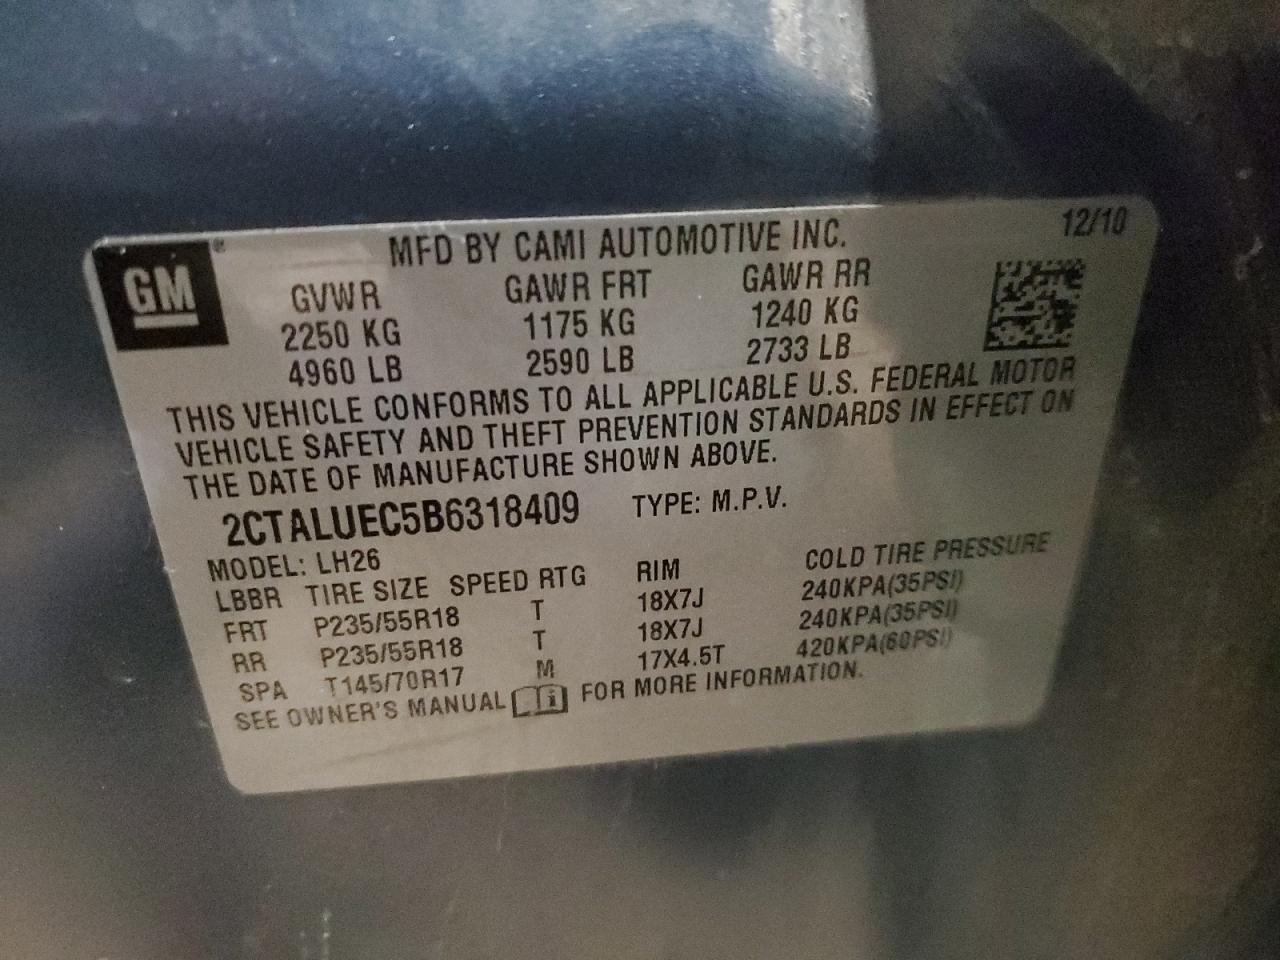 12/10
GM ®
MFD BY CAMI AUTOMOTIVE INC.
GVWR GAWR FRT GAWR RR
2250 KG 1175 KG 1240 KG
4960 LB 2590 LB 2733 LB
THIS VEHICLE CONFORMS TO ALL APPLICABLE U.S. FEDERAL MOTOR
VEHICLE SAFETY AND THEFT PREVENTION STANDARDS IN EFFECT ON
THE DATE OF MANUFACTURE SHOWN ABOVE.
2CTALUEC5B6318409 TYPE: M.P.V.
MODEL: LH26
LBBR TIRE SIZE SPEED RTG RIM COLD TIRE PRESSURE
FRT P235/55R18 T 18X7J 240KPA(35PSI)
RR P235/55R18 T 18X7J 240KPA(35PSI)
SPA T145/70R17 M 17X4.5T 420KPA(60PSI)
SEE OWNER'S MANUAL i FOR MORE INFORMATION.